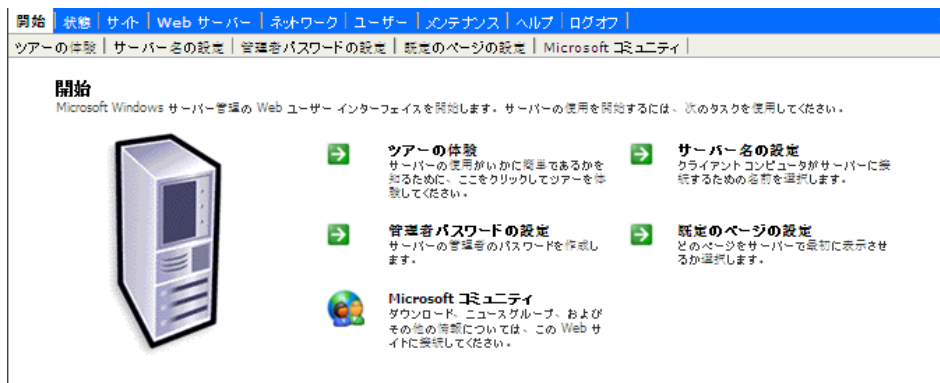 開始 状態 サイト Web サーバー ネットワーク ユーザー メンテナンス ヘルプ ログオフ
ツアーの体験 サーバー名の設定 管理者パスワードの設定 既定のページの設定 Microsoft コミュニティ
開始
Microsoft Windows サーバー管理の Web ユーザー インターフェイスを開始します。サーバーの使用を開始するには、次のタスクを使用してください。
ツアーの体験
サーバーの使用がいかに簡単であるかを
知るために、ここをクリックしてツアーを体
験してください。
サーバー名の設定
クライアント コンピュータがサーバーに接
続するための名前を選択します。
管理者パスワードの設定
サーバーの管理者のパスワードを作成し
ます。
既定のページの設定
どのページをサーバーで最初に表示させ
るか選択します。
Microsoft コミュニティ
ダウンロード、ニュースグループ、および
その他の情報については、この Web サ
イトに接続してください。